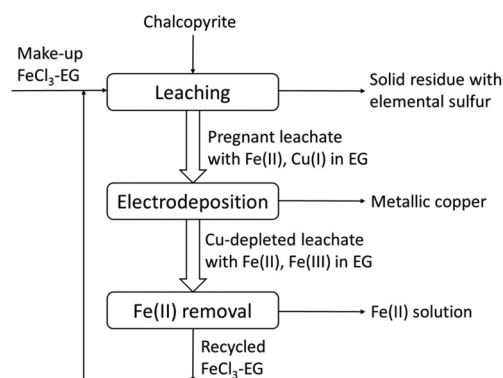 Chalcopyrite
Make-up
FeCl₃-EG
Leaching
Solid residue with
elemental sulfur
Pregnant leachate
with Fe(II), Cu(I) in EG
Electrodeposition
Metallic copper
Cu-depleted leachate
with Fe(II), Fe(III) in EG
Fe(II) removal
Fe(II) solution
Recycled
FeCl₃-EG